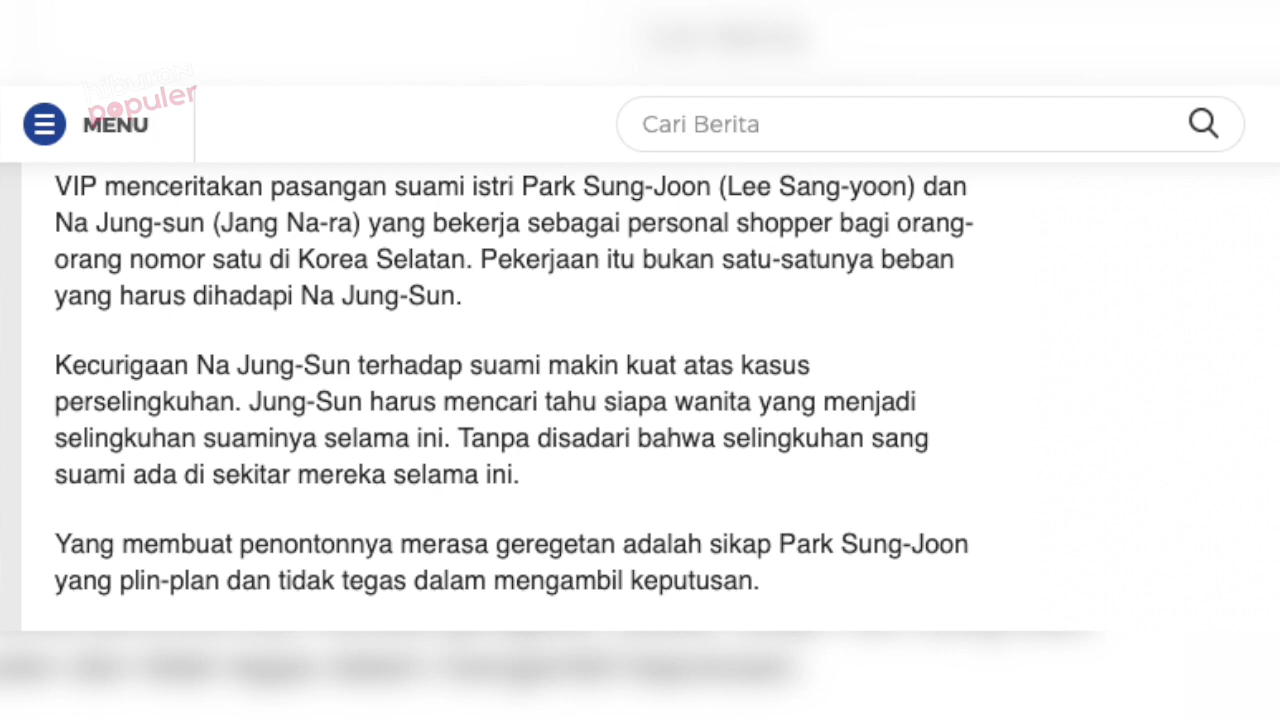 hiburan
populer
MENU
Cari Berita
VIP menceritakan pasangan suami istri Park Sung-Joon (Lee Sang-yoon) dan
Na Jung-sun (Jang Na-ra) yang bekerja sebagai personal shopper bagi orang-
orang nomor satu di Korea Selatan. Pekerjaan itu bukan satu-satunya beban
yang harus dihadapi Na Jung-Sun.
Kecurigaan Na Jung-Sun terhadap suami makin kuat atas kasus
perselingkuhan. Jung-Sun harus mencari tahu siapa wanita yang menjadi
selingkuhan suaminya selama ini. Tanpa disadari bahwa selingkuhan sang
suami ada di sekitar mereka selama ini.
Yang membuat penontonnya merasa geregetan adalah sikap Park Sung-Joon
yang plin-plan dan tidak tegas dalam mengambil keputusan.